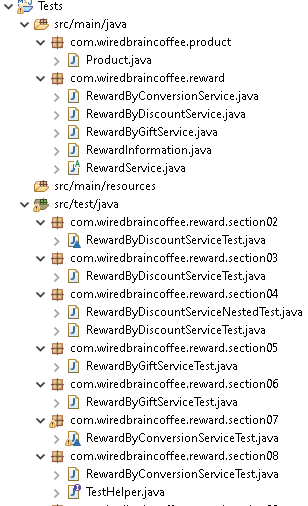 Tests
src/main/java
com.wiredbraincoffee.product
Product.java
com.wiredbraincoffee.reward
RewardByConversionService.java
RewardByDiscountService.java
RewardByGiftService.java
RewardInformation.java
RewardService.java
src/main/resources
src/test/java
com.wiredbraincoffee.reward.section02
RewardByDiscountServiceTest.java
com.wiredbraincoffee.reward.section03
RewardByDiscountServiceTest.java
com.wiredbraincoffee.reward.section04
RewardByDiscountServiceNestedTest.java
RewardByDiscountServiceTest.java
com.wiredbraincoffee.reward.section05
RewardByGiftServiceTest.java
com.wiredbraincoffee.reward.section06
RewardByGiftServiceTest.java
com.wiredbraincoffee.reward.section07
RewardByConversionServiceTest.java
com.wiredbraincoffee.reward.section08
RewardByConversionServiceTest.java
TestHelper.java